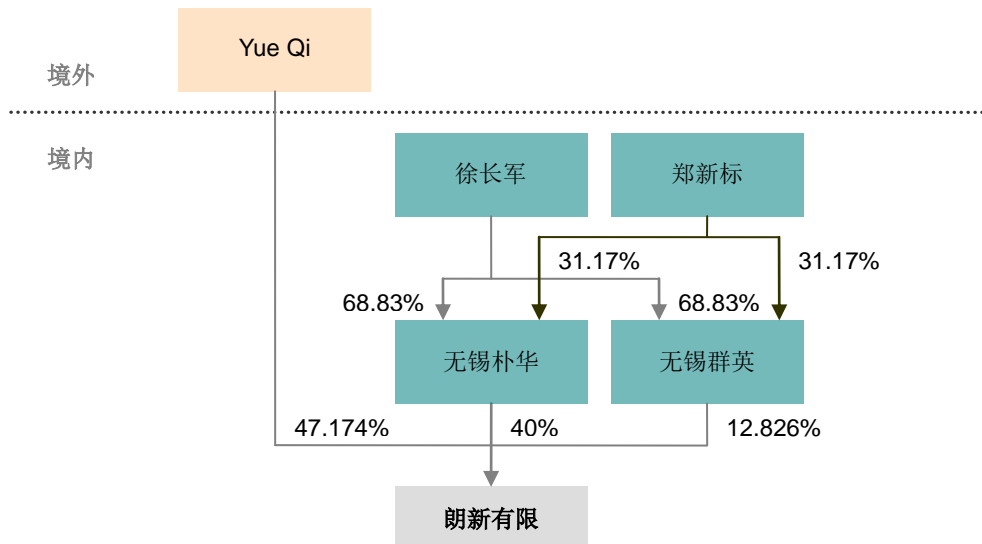 Yue Qi
境外
境内
徐长军
郑新标
31.17%
31.17%
68.83%
68.83%
无锡朴华
无锡群英
47.174%
40%
12.826%
朗新有限